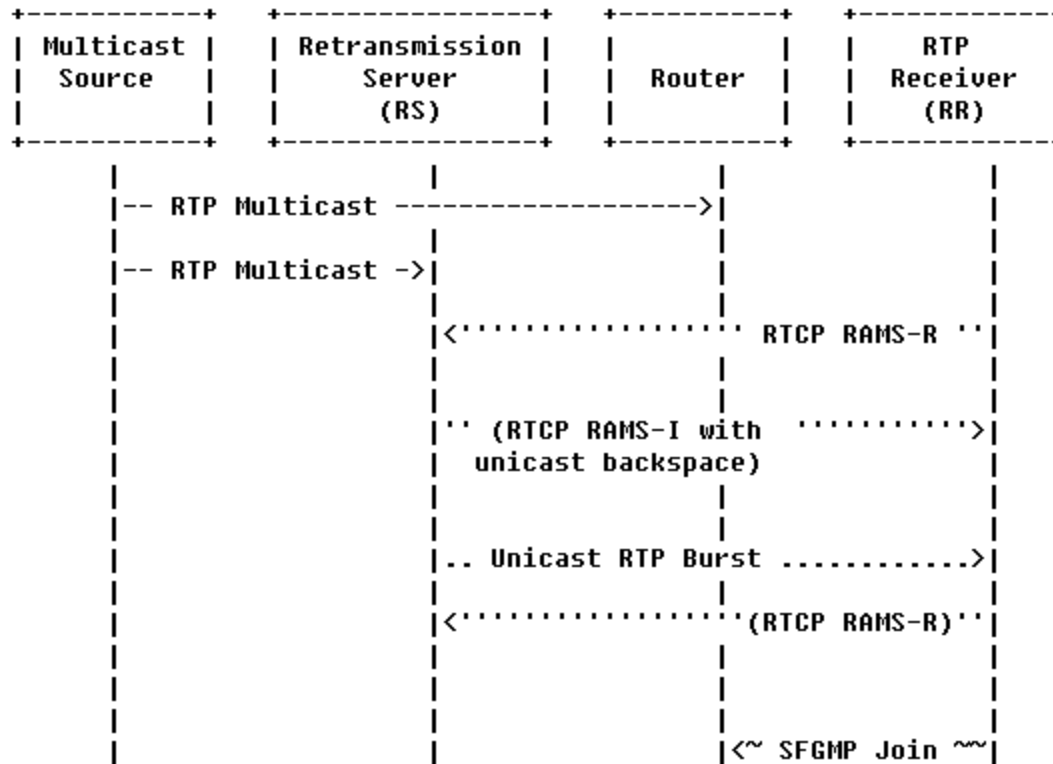 Multicast Retransmission RTP
Source Server Router Receiver
(RS) (RR)
-- RTP Multicast ------------------->
-- RTP Multicast ->
<''''''''''''''''''' RTCP RAMS-R ''
'' (RTCP RAMS-I with '''''''''''>
unicast backspace)
.. Unicast RTP Burst ............>
<'''''''''''''''''''(RTCP RAMS-R)''
<~ SFGMP Join ~~